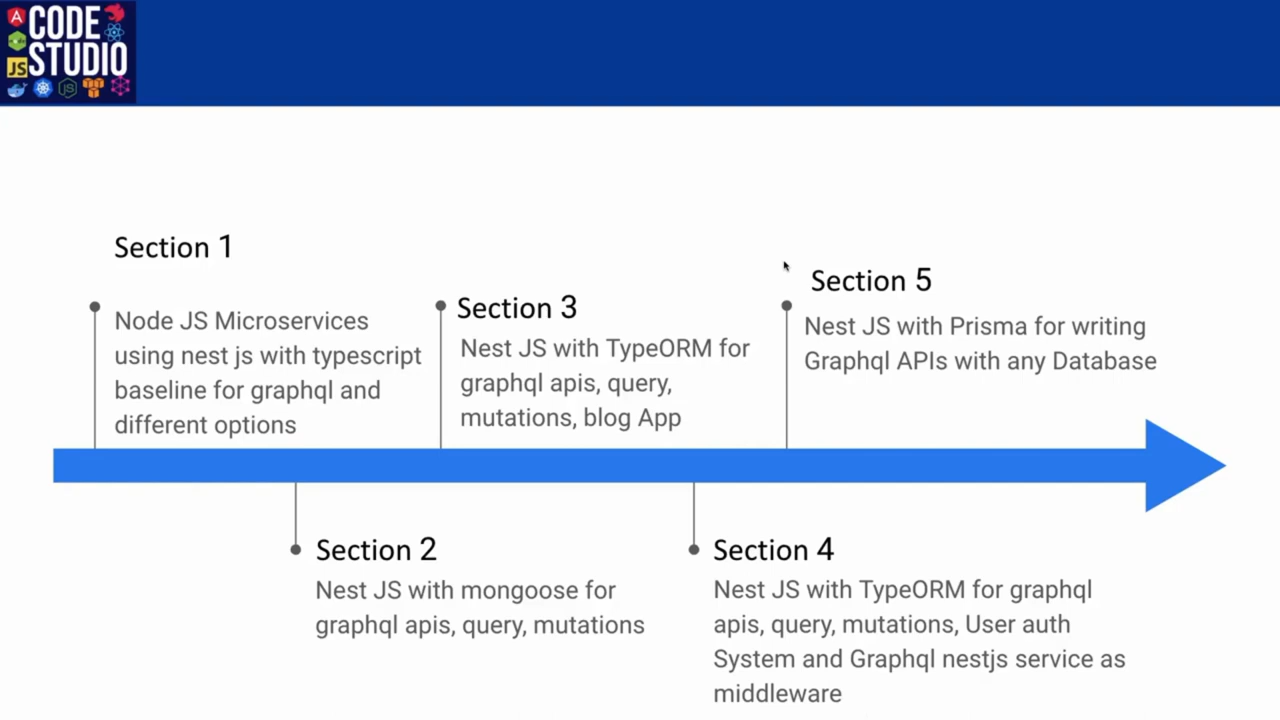 CODE
STUDIO
JS
JS
Section 1
Node JS Microservices
using nest js with typescript
baseline for graphql and
different options
Section 3
Nest JS with TypeORM for
graphql apis, query,
mutations, blog App
Section 5
Nest JS with Prisma for writing
Graphql APIs with any Database
Section 2
Nest JS with mongoose for
graphql apis, query, mutations
Section 4
Nest JS with TypeORM for graphql
apis, query, mutations, User auth
System and Graphql nestjs service as
middleware